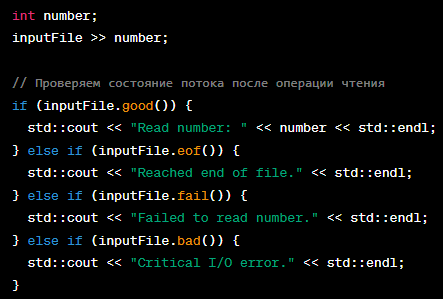 int number;
inputFile >> number;

// Проверяем состояние потока после операции чтения
if (inputFile.good()) {
  std::cout << "Read number: " << number << std::endl;
} else if (inputFile.eof()) {
  std::cout << "Reached end of file." << std::endl;
} else if (inputFile.fail()) {
  std::cout << "Failed to read number." << std::endl;
} else if (inputFile.bad()) {
  std::cout << "Critical I/O error." << std::endl;
}